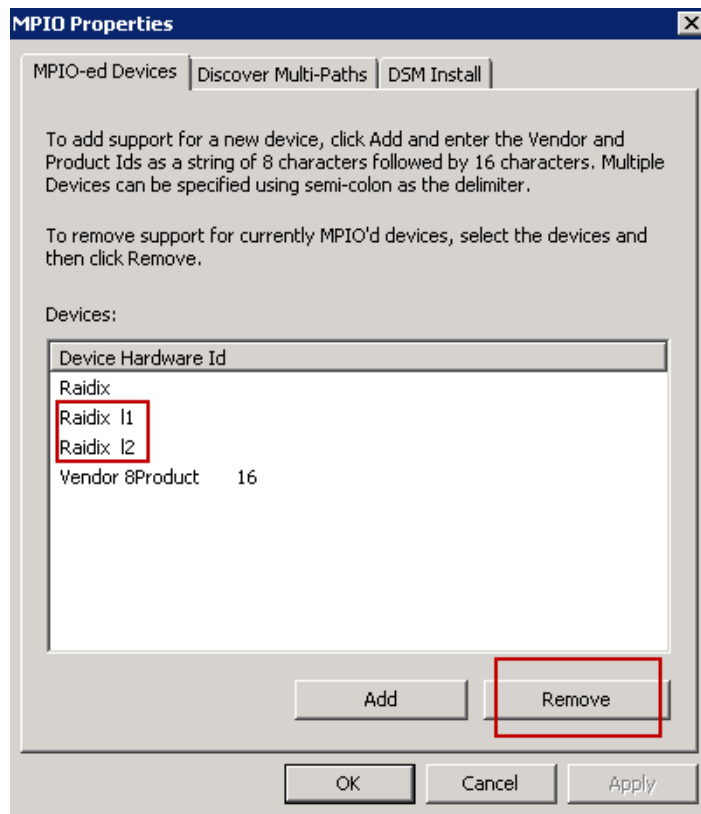 MPIO Properties
MPIO-ed Devices Discover Multi-Paths DSM Install
To add support for a new device, click Add and enter the Vendor and
Product Ids as a string of 8 characters followed by 16 characters. Multiple
Devices can be specified using semi-colon as the delimiter.
To remove support for currently MPIO'd devices, select the devices and
then click Remove.
Devices:
Device Hardware Id
Raidix
Raidix l1
Raidix l2
Vendor 8Product 16
Add Remove
OK Cancel Apply